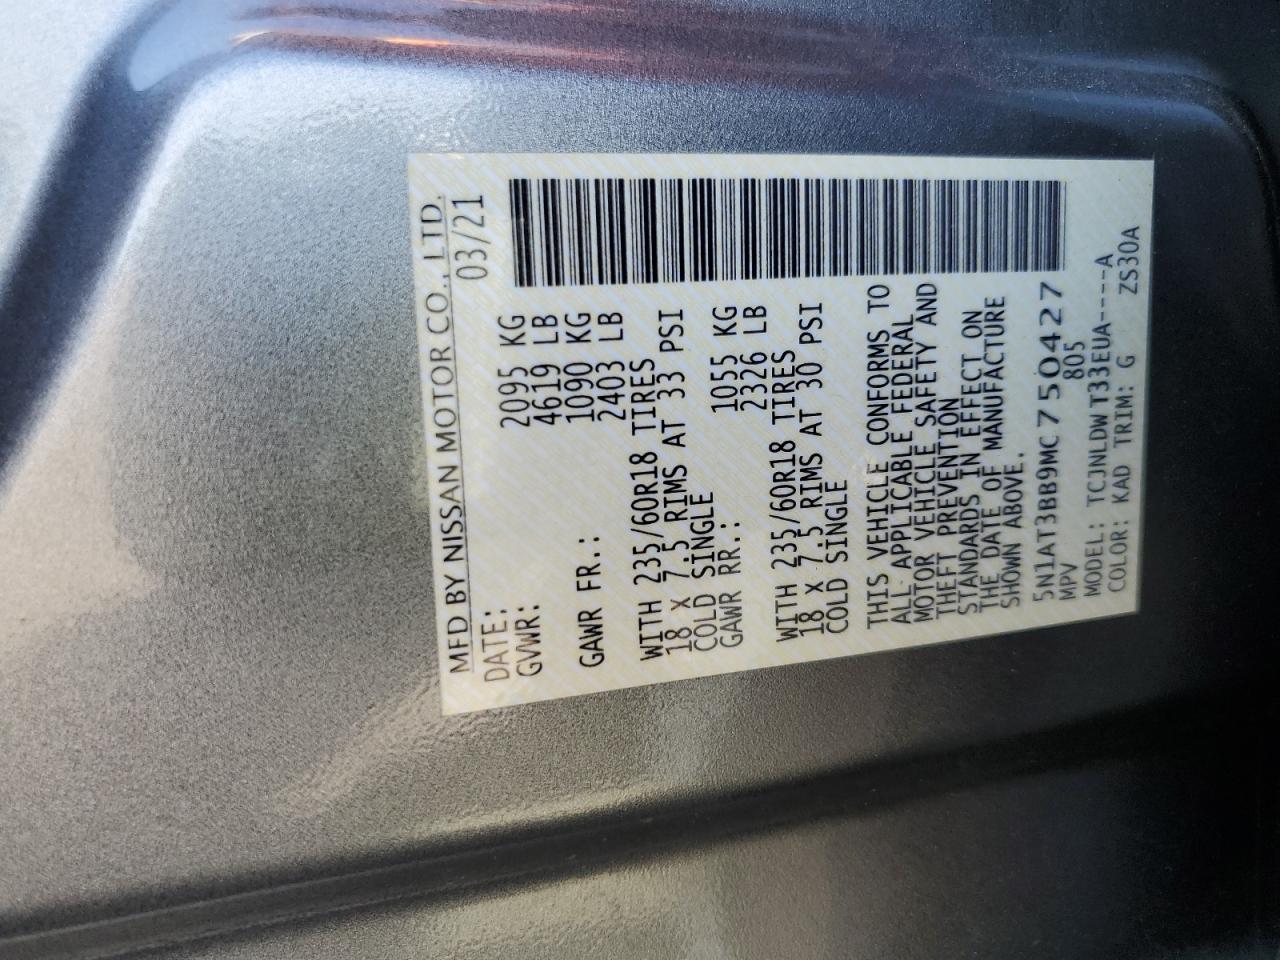 MFD BY NISSAN MOTOR CO., LTD.
DATE: 03/21
GVWR: 2095 KG
4619 LB
GAWR FR.: 1090 KG
2403 LB
WITH 235/60R18 TIRES
18 X 7.5 RIMS AT 33 PSI
COLD SINGLE
GAWR RR.: 1055 KG
2326 LB
WITH 235/60R18 TIRES
18 X 7.5 RIMS AT 30 PSI
COLD SINGLE
THIS VEHICLE CONFORMS TO
ALL APPLICABLE FEDERAL
MOTOR VEHICLE SAFETY AND
THEFT PREVENTION
STANDARDS IN EFFECT ON
THE DATE OF MANUFACTURE
SHOWN ABOVE.
5N1AT3BB9MC750427
MPV 805
MODEL: TCJNLDWT33EUA----A
COLOR: KAD TRIM: G ZS30A